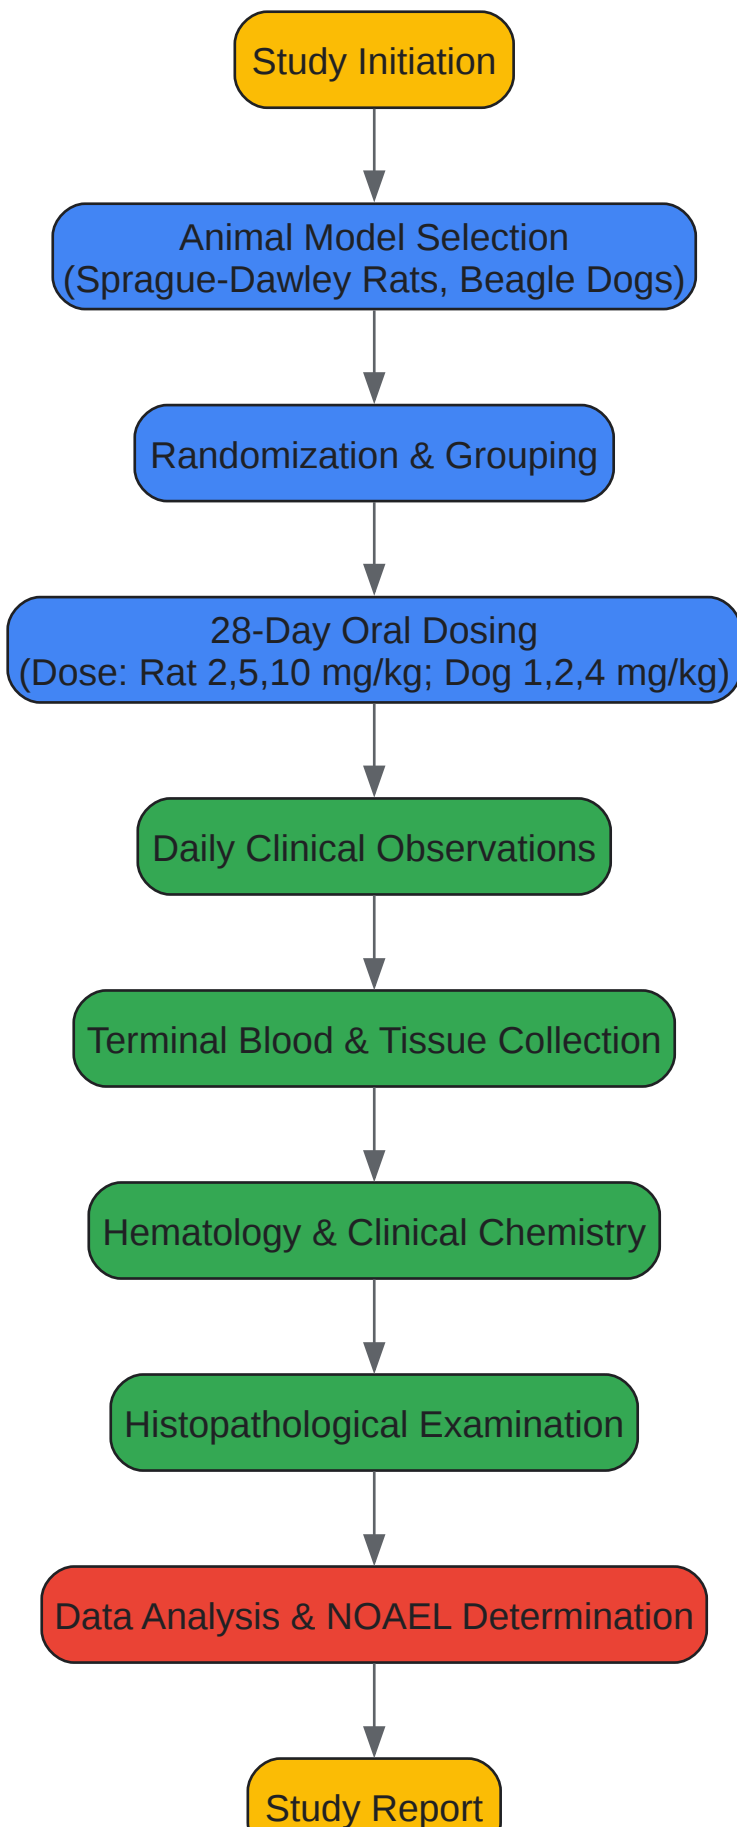 Study Initiation
Animal Model Selection
(Sprague-Dawley Rats, Beagle Dogs)
Randomization & Grouping
28-Day Oral Dosing
(Dose: Rat 2,5,10 mg/kg; Dog 1,2,4 mg/kg)
Daily Clinical Observations
Terminal Blood & Tissue Collection
Hematology & Clinical Chemistry
Histopathological Examination
Data Analysis & NOAEL Determination
Study Report